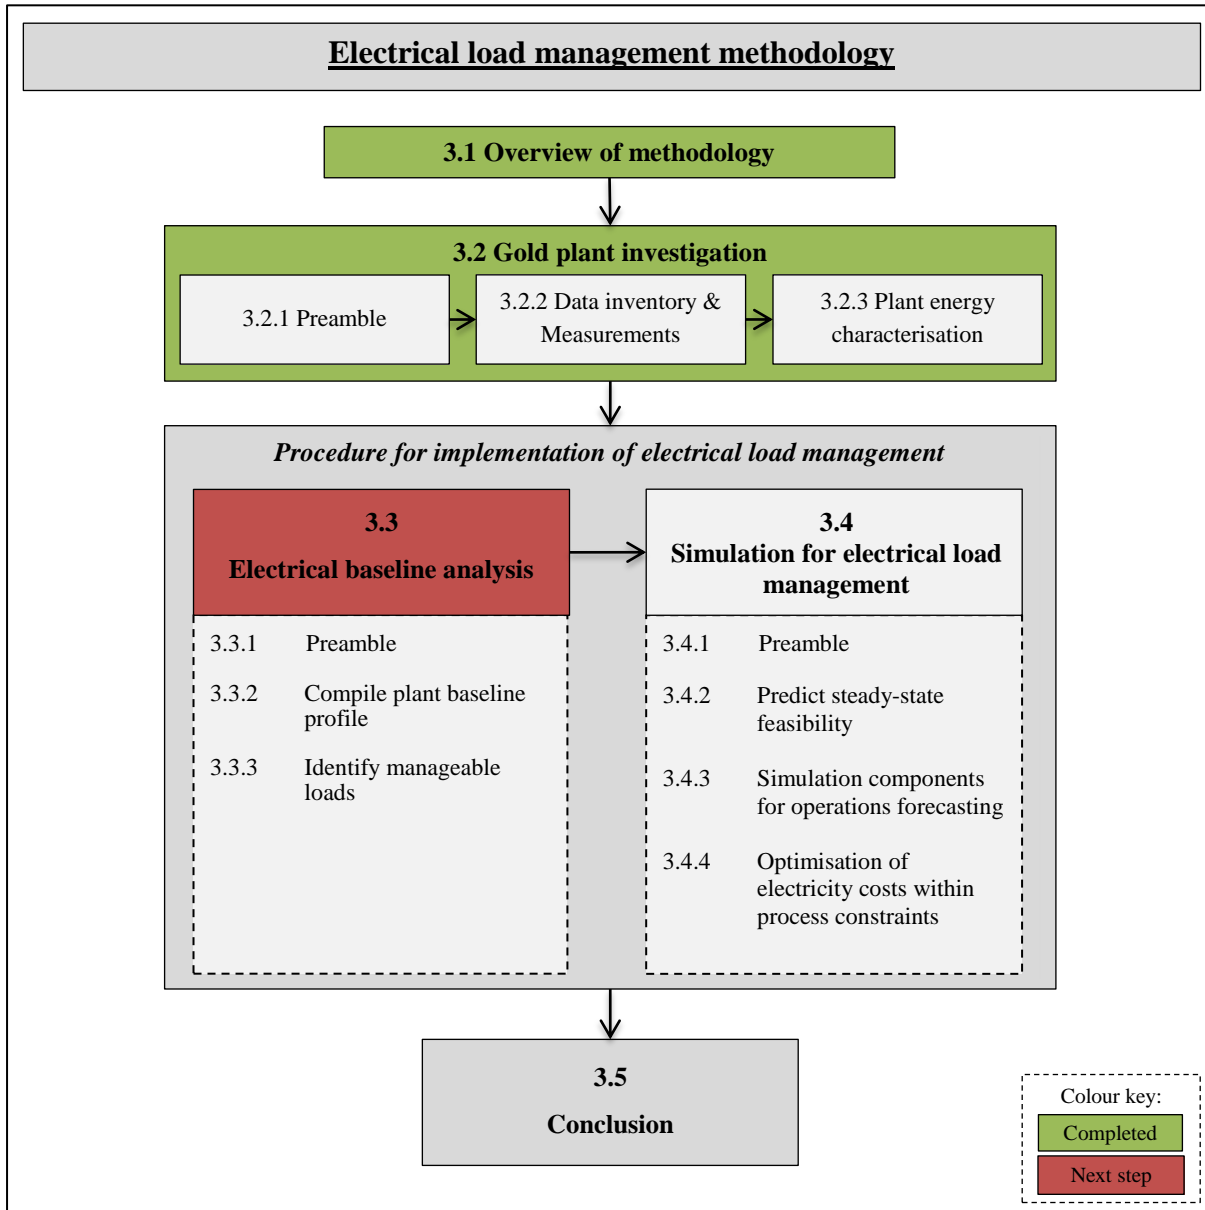 Electrical load management methodology
3.1 Overview of methodology
3.2 Gold plant investigation
3.2.1 Preamble
3.2.2 Data inventory &
Measurements
3.2.3 Plant energy
characterisation
Procedure for implementation of electrical load management
3.3
Electrical baseline analysis
3.3.1 Preamble
3.3.2 Compile plant baseline
profile
3.3.3 Identify manageable
loads
3.4
Simulation for electrical load
management
3.4.1 Preamble
3.4.2 Predict steady-state
feasibility
3.4.3 Simulation components
for operations forecasting
3.4.4 Optimisation of
electricity costs within
process constraints
3.5
Conclusion
Colour key:
Completed
Next step